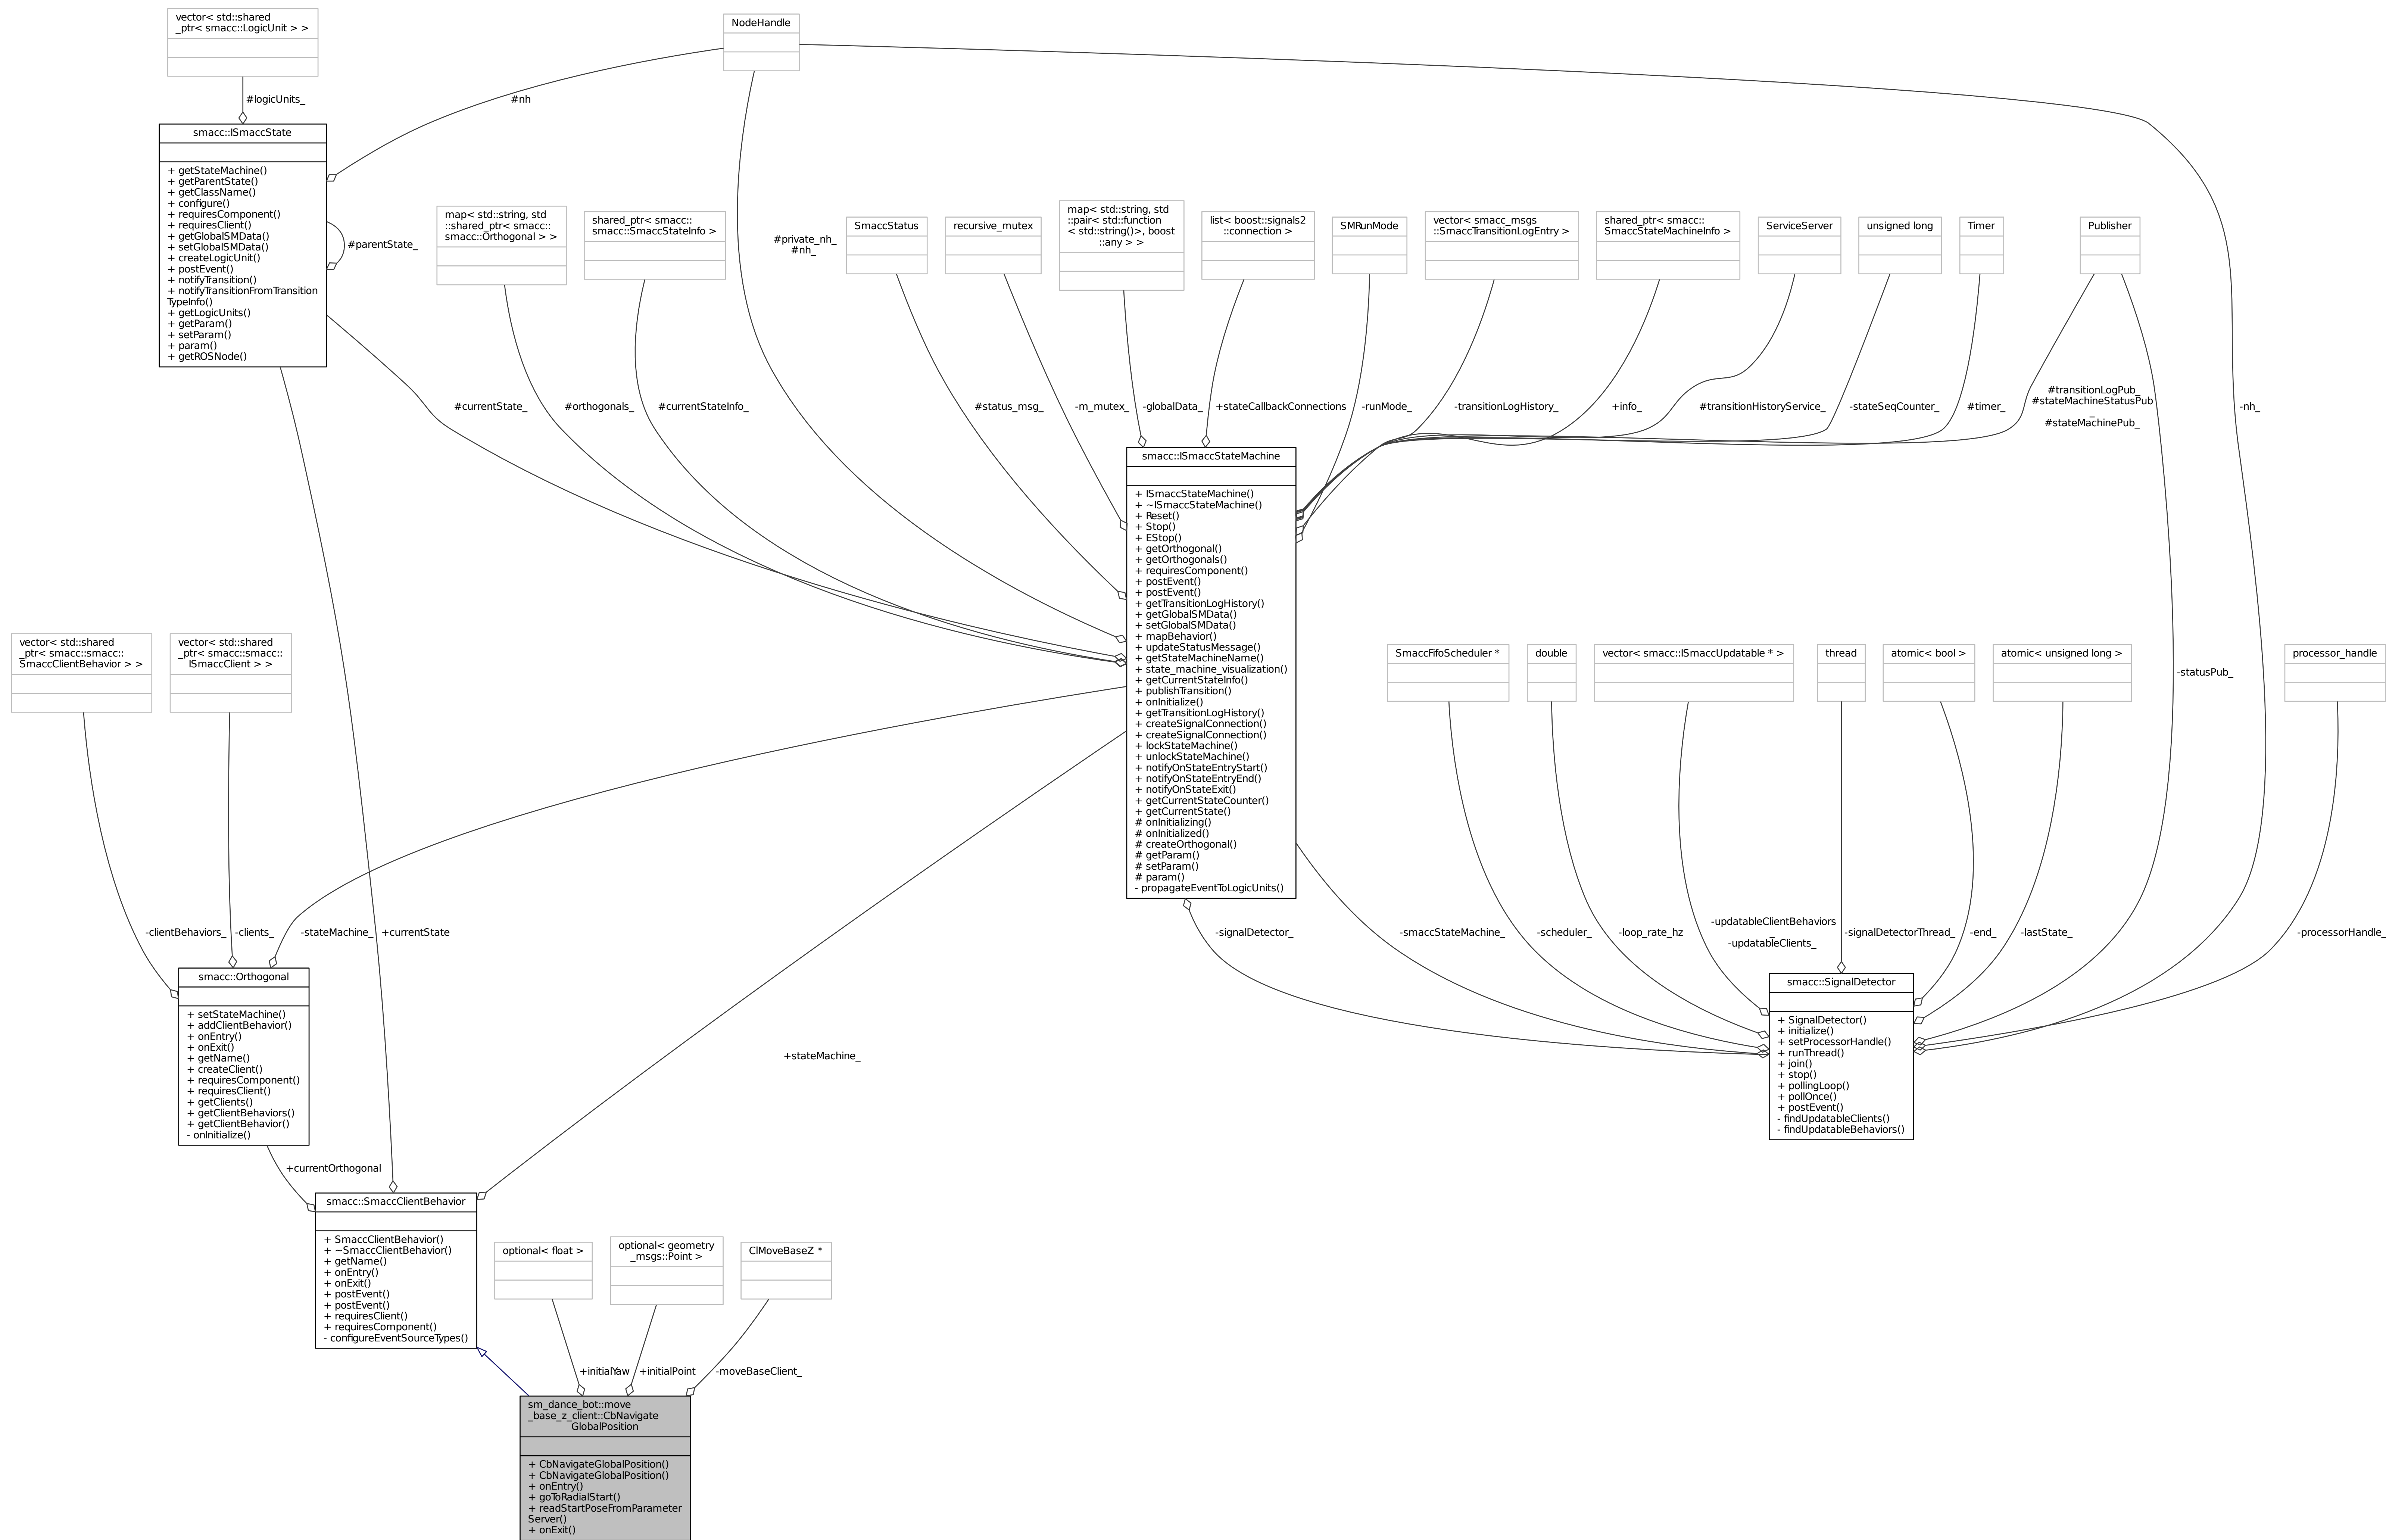 vector< std::shared
_ptr< smacc::LogicUnit > >
NodeHandle
#logicUnits_
#nh
smacc::ISmaccState
+ getStateMachine()
+ getParentState()
+ getClassName()
+ configure()
+ requiresComponent()
+ requiresClient()
+ getGlobalSMData()
+ setGlobalSMData()
+ createLogicUnit()
+ postEvent()
+ notifyTransition()
+ notifyTransitionFromTransition
TypeInfo()
+ getLogicUnits()
+ getParam()
+ setParam()
+ param()
+ getROSNode()
#parentState_
map< std::string, std
::shared_ptr< smacc::
smacc::Orthogonal > >
shared_ptr< smacc::
smacc::SmaccStateInfo >
#private_nh_
#nh_
SmaccStatus
recursive_mutex
map< std::string, std
::pair< std::function
< std::string()>, boost
::any > >
list< boost::signals2
::connection >
SMRunMode
vector< smacc_msgs
::SmaccTransitionLogEntry >
shared_ptr< smacc::
SmaccStateMachineInfo >
ServiceServer
unsigned long
Timer
Publisher
#currentState_
#orthogonals_
#currentStateInfo_
#status_msg_
-m_mutex_
-globalData_
+stateCallbackConnections
-runMode_
-transitionLogHistory_
+info_
#transitionHistoryService_
-stateSeqCounter_
#timer_
#transitionLogPub_
#stateMachineStatusPub
_
#stateMachinePub_
-nh_
smacc::ISmaccStateMachine
+ ISmaccStateMachine()
+ ~ISmaccStateMachine()
+ Reset()
+ Stop()
+ EStop()
+ getOrthogonal()
+ getOrthogonals()
+ requiresComponent()
+ postEvent()
+ postEvent()
+ getTransitionLogHistory()
+ getGlobalSMData()
+ setGlobalSMData()
+ mapBehavior()
+ updateStatusMessage()
+ getStateMachineName()
+ state_machine_visualization()
+ getCurrentStateInfo()
+ publishTransition()
+ onInitialize()
+ getTransitionLogHistory()
+ createSignalConnection()
+ createSignalConnection()
+ lockStateMachine()
+ unlockStateMachine()
+ notifyOnStateEntryStart()
+ notifyOnStateEntryEnd()
+ notifyOnStateExit()
+ getCurrentStateCounter()
+ getCurrentState()
# onInitializing()
# onInitialized()
# createOrthogonal()
# getParam()
# setParam()
# param()
- propagateEventToLogicUnits()
vector< std::shared
_ptr< smacc::smacc::
SmaccClientBehavior > >
vector< std::shared
_ptr< smacc::smacc::
ISmaccClient > >
SmaccFifoScheduler *
double
vector< smacc::ISmaccUpdatable * >
thread
atomic< bool >
atomic< unsigned long >
-statusPub_
processor_handle
-clientBehaviors_
-clients_
-stateMachine_
+currentState
-signalDetector_
-smaccStateMachine_
-scheduler_
-loop_rate_hz
-updatableClientBehaviors
_
-updatableClients_
-signalDetectorThread_
-end_
-lastState_
-processorHandle_
smacc::Orthogonal
+ setStateMachine()
+ addClientBehavior()
+ onEntry()
+ onExit()
+ getName()
+ createClient()
+ requiresComponent()
+ requiresClient()
+ getClients()
+ getClientBehaviors()
+ getClientBehavior()
- onInitialize()
smacc::SignalDetector
+ SignalDetector()
+ initialize()
+ setProcessorHandle()
+ runThread()
+ join()
+ stop()
+ pollingLoop()
+ pollOnce()
+ postEvent()
- findUpdatableClients()
- findUpdatableBehaviors()
+stateMachine_
+currentOrthogonal
smacc::SmaccClientBehavior
+ SmaccClientBehavior()
+ ~SmaccClientBehavior()
+ getName()
+ onEntry()
+ onExit()
+ postEvent()
+ postEvent()
+ requiresClient()
+ requiresComponent()
- configureEventSourceTypes()
optional< float >
optional< geometry
_msgs::Point >
ClMoveBaseZ *
+initialYaw
+initialPoint
-moveBaseClient_
sm_dance_bot::move
_base_z_client::CbNavigate
GlobalPosition
+ CbNavigateGlobalPosition()
+ CbNavigateGlobalPosition()
+ onEntry()
+ goToRadialStart()
+ readStartPoseFromParameter
Server()
+ onExit()